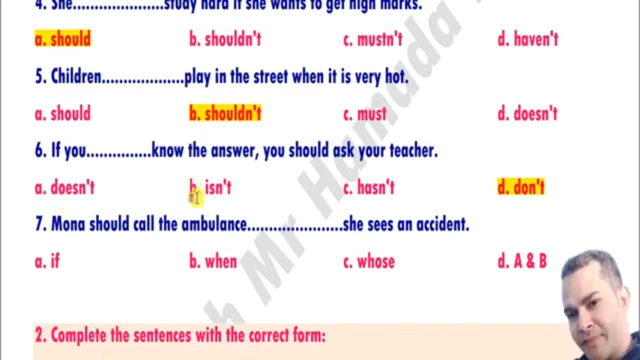 4. She.....................study hard if she wants to get high marks.
a. should b. shouldn't c. mustn't d. haven't
5. Children...................play in the street when it is very hot.
a. should b. shouldn't c. must d. doesn't
6. If you...............know the answer, you should ask your teacher.
a. doesn't b. isn't c. hasn't d. don't
7. Mona should call the ambulance......................she sees an accident.
a. if b. when c. whose d. A & B
2. Complete the sentences with the correct form:
Mr Hamada